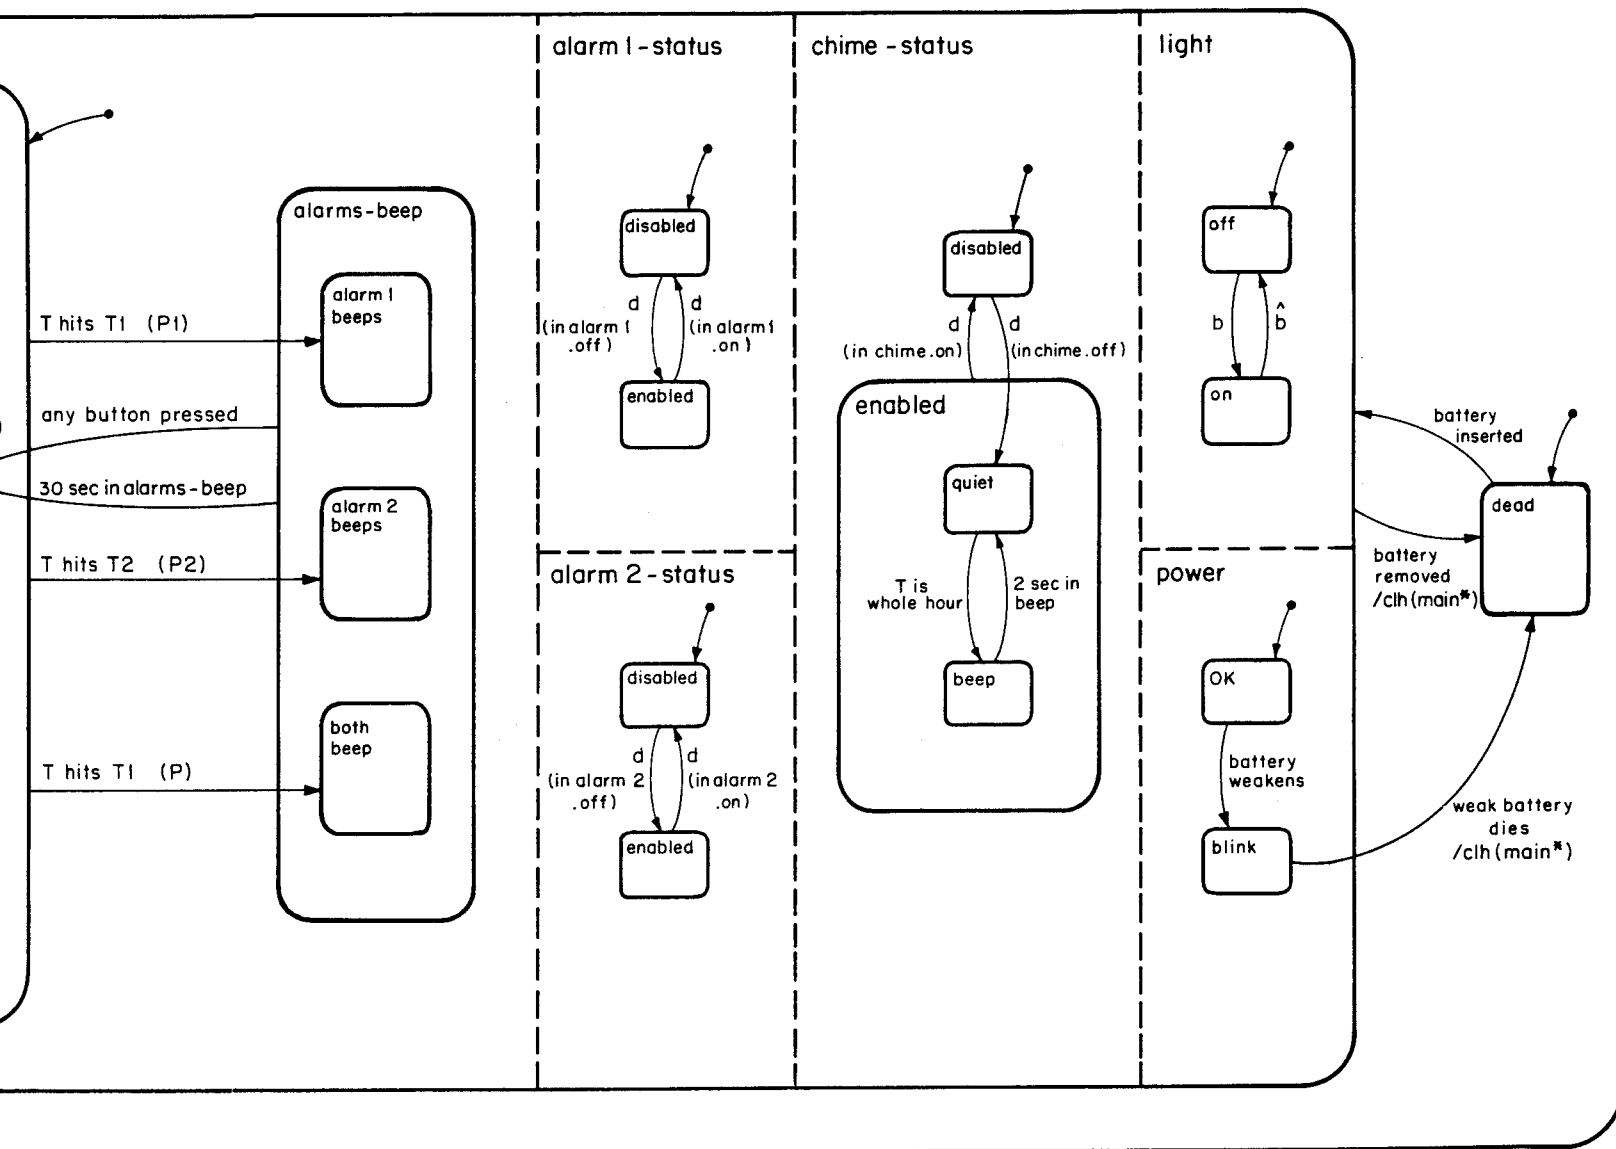 alarm 1-status
chime-status
light
alarms-beep
disabled
off
disabled
alarm 1
beeps
d
d
T hits T1 (P1)
(in alarm 1
.off)
(in alarm 1
.on)
d
d
(in chime.on)
(in chime.off)
b
b̂
enabled
enabled
on
any button pressed
battery
inserted
30 sec in alarms-beep
alarm 2
beeps
quiet
dead
T hits T2 (P2)
alarm 2-status
power
battery
removed
/clh(main*)
T is
whole hour
2 sec in
beep
disabled
beep
OK
both
beep
T hits T1 (P)
d
d
(in alarm 2
.off)
(in alarm 2
.on)
battery
weakens
weak battery
dies
/clh(main*)
enabled
blink